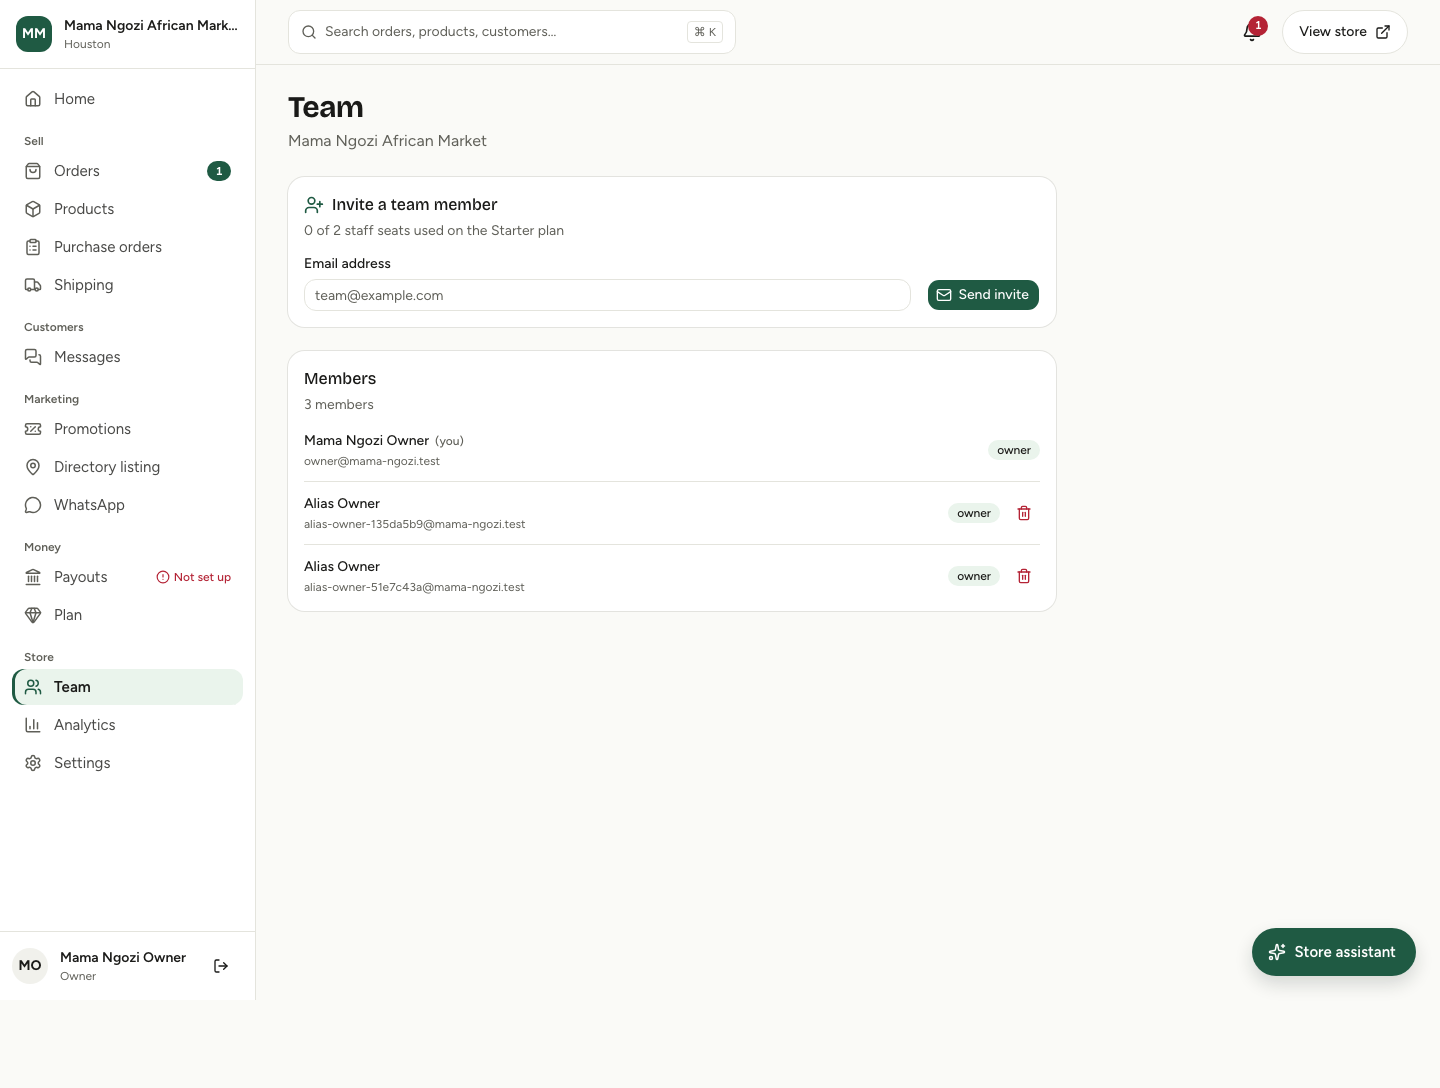 MM
Mama Ngozi African Mark...
Houston
Home
Sell
Orders
1
Products
Purchase orders
Shipping
Customers
Messages
Marketing
Promotions
Directory listing
WhatsApp
Money
Payouts
Not set up
Plan
Store
Team
Analytics
Settings
MO
Mama Ngozi Owner
Owner
Search orders, products, customers...
⌘ K
1
View store
Team
Mama Ngozi African Market
Invite a team member
0 of 2 staff seats used on the Starter plan
Email address
team@example.com
Send invite
Members
3 members
Mama Ngozi Owner (you)
owner@mama-ngozi.test
owner
Alias Owner
alias-owner-135da5b9@mama-ngozi.test
owner
Alias Owner
alias-owner-51e7c43a@mama-ngozi.test
owner
Store assistant